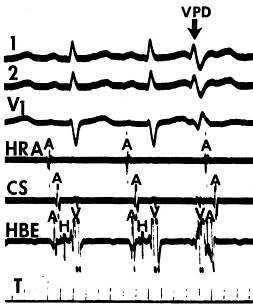 VPD
1
2
V1
A A A
HRA
A A A
CS
A H V A H V V A
HBE
H H H
T